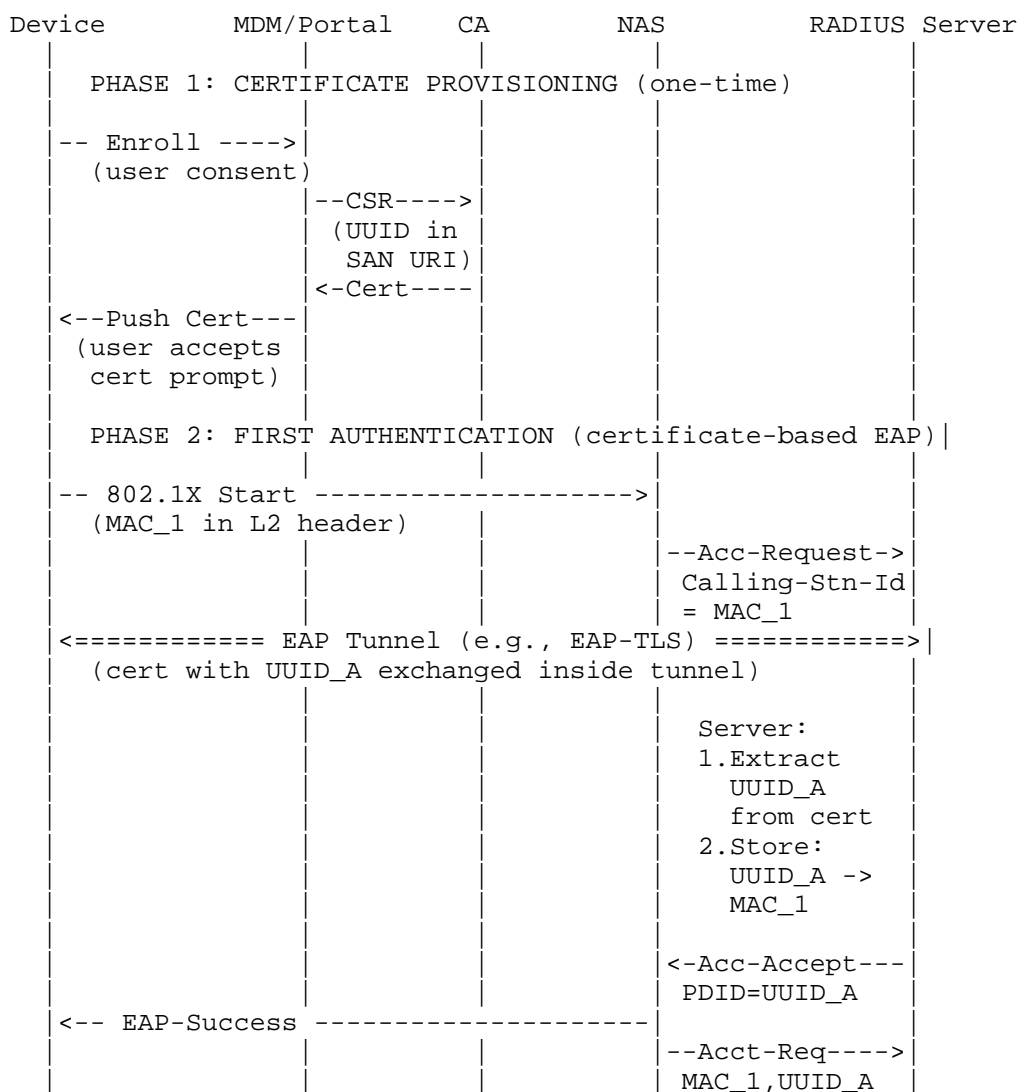 Device MDM/Portal CA NAS RADIUS Server
PHASE 1: CERTIFICATE PROVISIONING (one-time)
-- Enroll ---->
(user consent)
--CSR---->
(UUID in
SAN URI)
<-Cert----
<--Push Cert---
(user accepts
cert prompt)
PHASE 2: FIRST AUTHENTICATION (certificate-based EAP)
-- 802.1X Start -------------------->
(MAC_1 in L2 header)
--Acc-Request->
Calling-Stn-Id
= MAC_1
<============ EAP Tunnel (e.g., EAP-TLS) ============>
(cert with UUID_A exchanged inside tunnel)
Server:
1.Extract
UUID_A
from cert
2.Store:
UUID_A ->
MAC_1
<-Acc-Accept---
PDID=UUID_A
<-- EAP-Success ---------------------
--Acct-Req---->
MAC_1,UUID_A